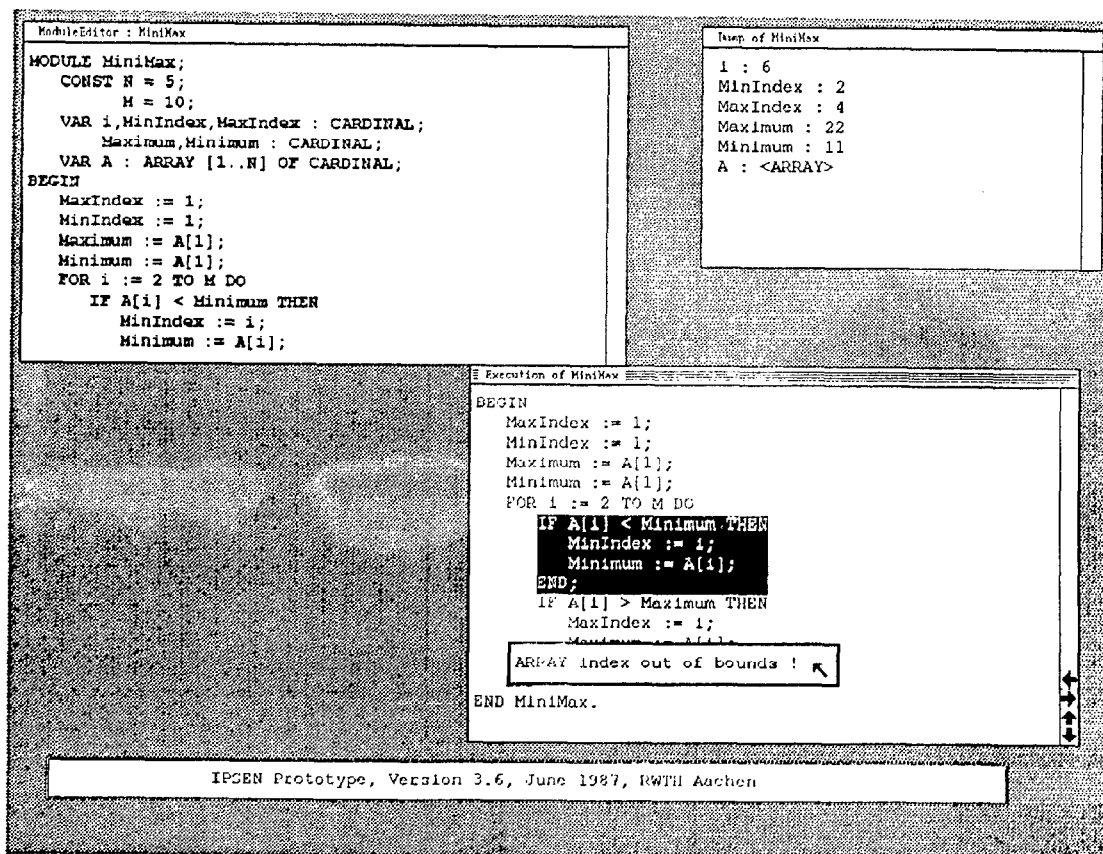 ModuleEditor : MiniMax
MODULE MiniMax;
CONST N = 5;
M = 10;
VAR i,MinIndex,MaxIndex : CARDINAL;
Maximum,Minimum : CARDINAL;
VAR A : ARRAY [1..N] OF CARDINAL;
BEGIN
MaxIndex := 1;
MinIndex := 1;
Maximum := A[1];
Minimum := A[1];
FOR i := 2 TO M DO
IF A[i] < Minimum THEN
MinIndex := i;
Minimum := A[i];
Dump of MiniMax
i : 6
MinIndex : 2
MaxIndex : 4
Maximum : 22
Minimum : 11
A : <ARRAY>
Execution of MiniMax
BEGIN
MaxIndex := 1;
MinIndex := 1;
Maximum := A[1];
Minimum := A[1];
FOR i := 2 TO M DO
IF A[i] < Minimum THEN
MinIndex := i;
Minimum := A[i];
END;
IF A[i] > Maximum THEN
MaxIndex := i;
Maximum := A[i];
ARRAY index out of bounds !
END MiniMax.
IPSEN Prototype, Version 3.6, June 1987, RWTH Aachen